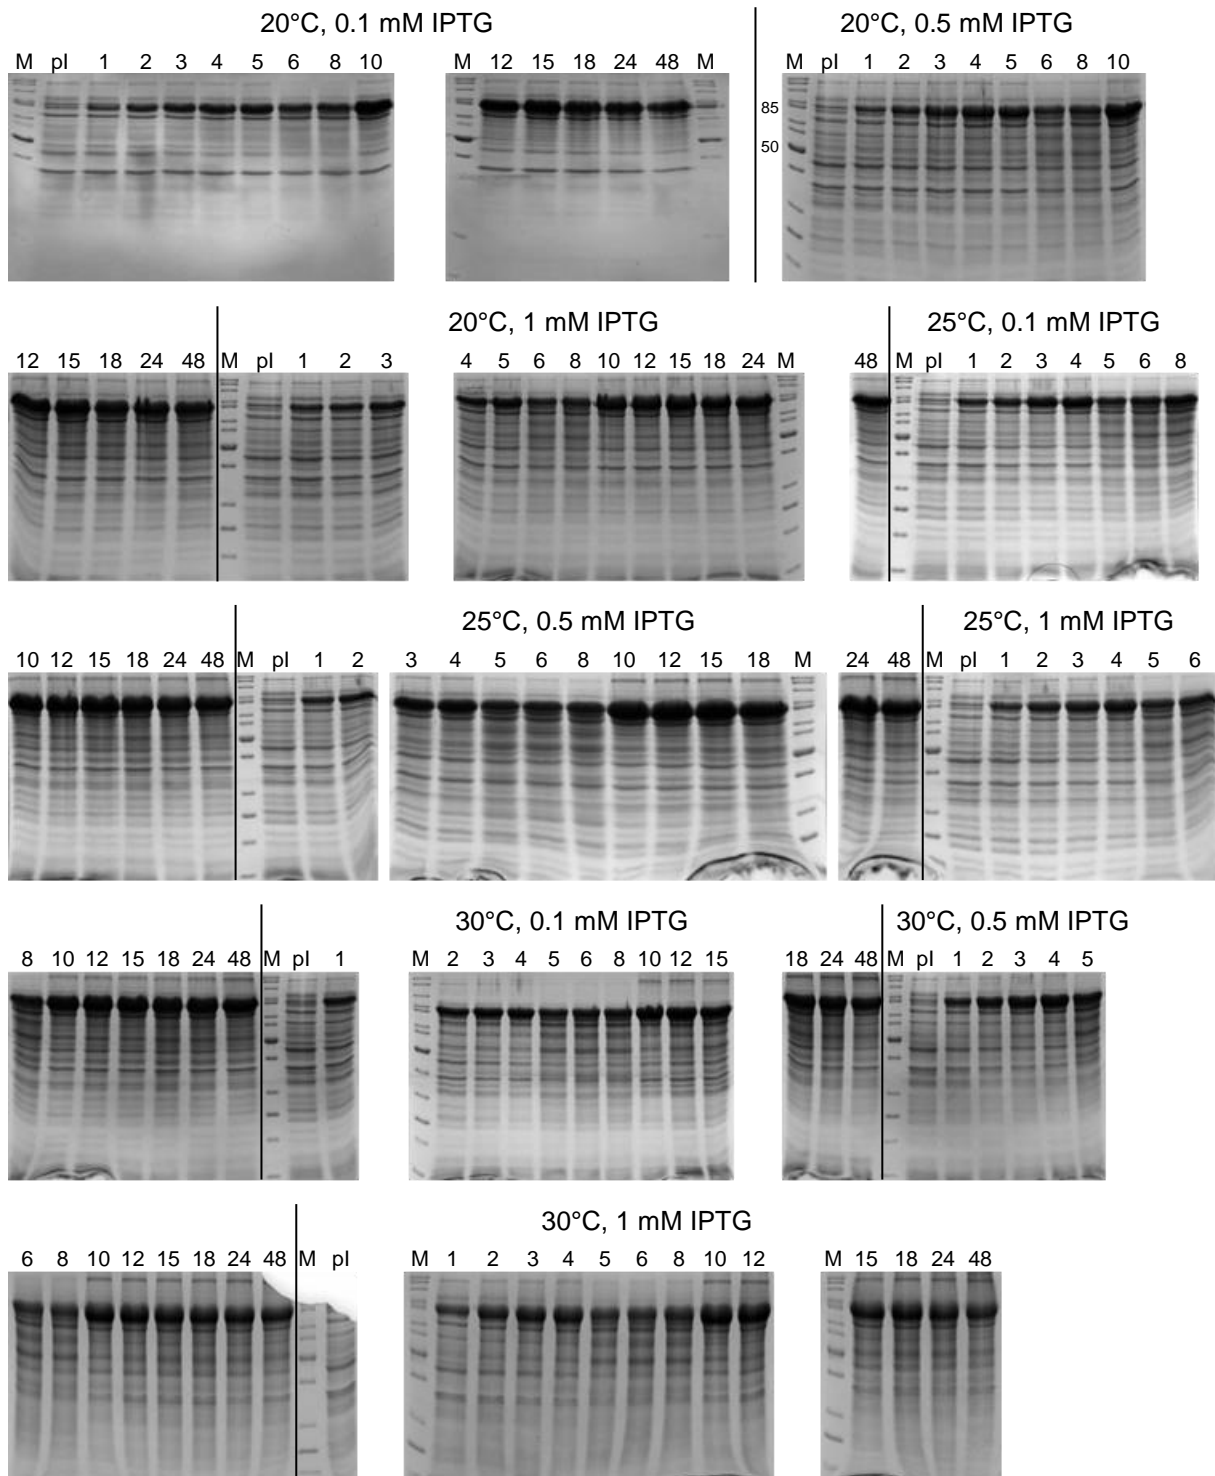 20°C, 0.1 mM IPTG
20°C, 0.5 mM IPTG
M pI 1 2 3 4 5 6 8 10
M 12 15 18 24 48 M
M pI 1 2 3 4 5 6 8 10
85
50
20°C, 1 mM IPTG
25°C, 0.1 mM IPTG
12 15 18 24 48 M pI 1 2 3
4 5 6 8 10 12 15 18 24 M
48 M pI 1 2 3 4 5 6 8
25°C, 0.5 mM IPTG
25°C, 1 mM IPTG
10 12 15 18 24 48 M pI 1 2
3 4 5 6 8 10 12 15 18 M
24 48 M pI 1 2 3 4 5 6
30°C, 0.1 mM IPTG
30°C, 0.5 mM IPTG
8 10 12 15 18 24 48 M pI 1
M 2 3 4 5 6 8 10 12 15
18 24 48 M pI 1 2 3 4 5
30°C, 1 mM IPTG
6 8 10 12 15 18 24 48 M pI
M 1 2 3 4 5 6 8 10 12
M 15 18 24 48